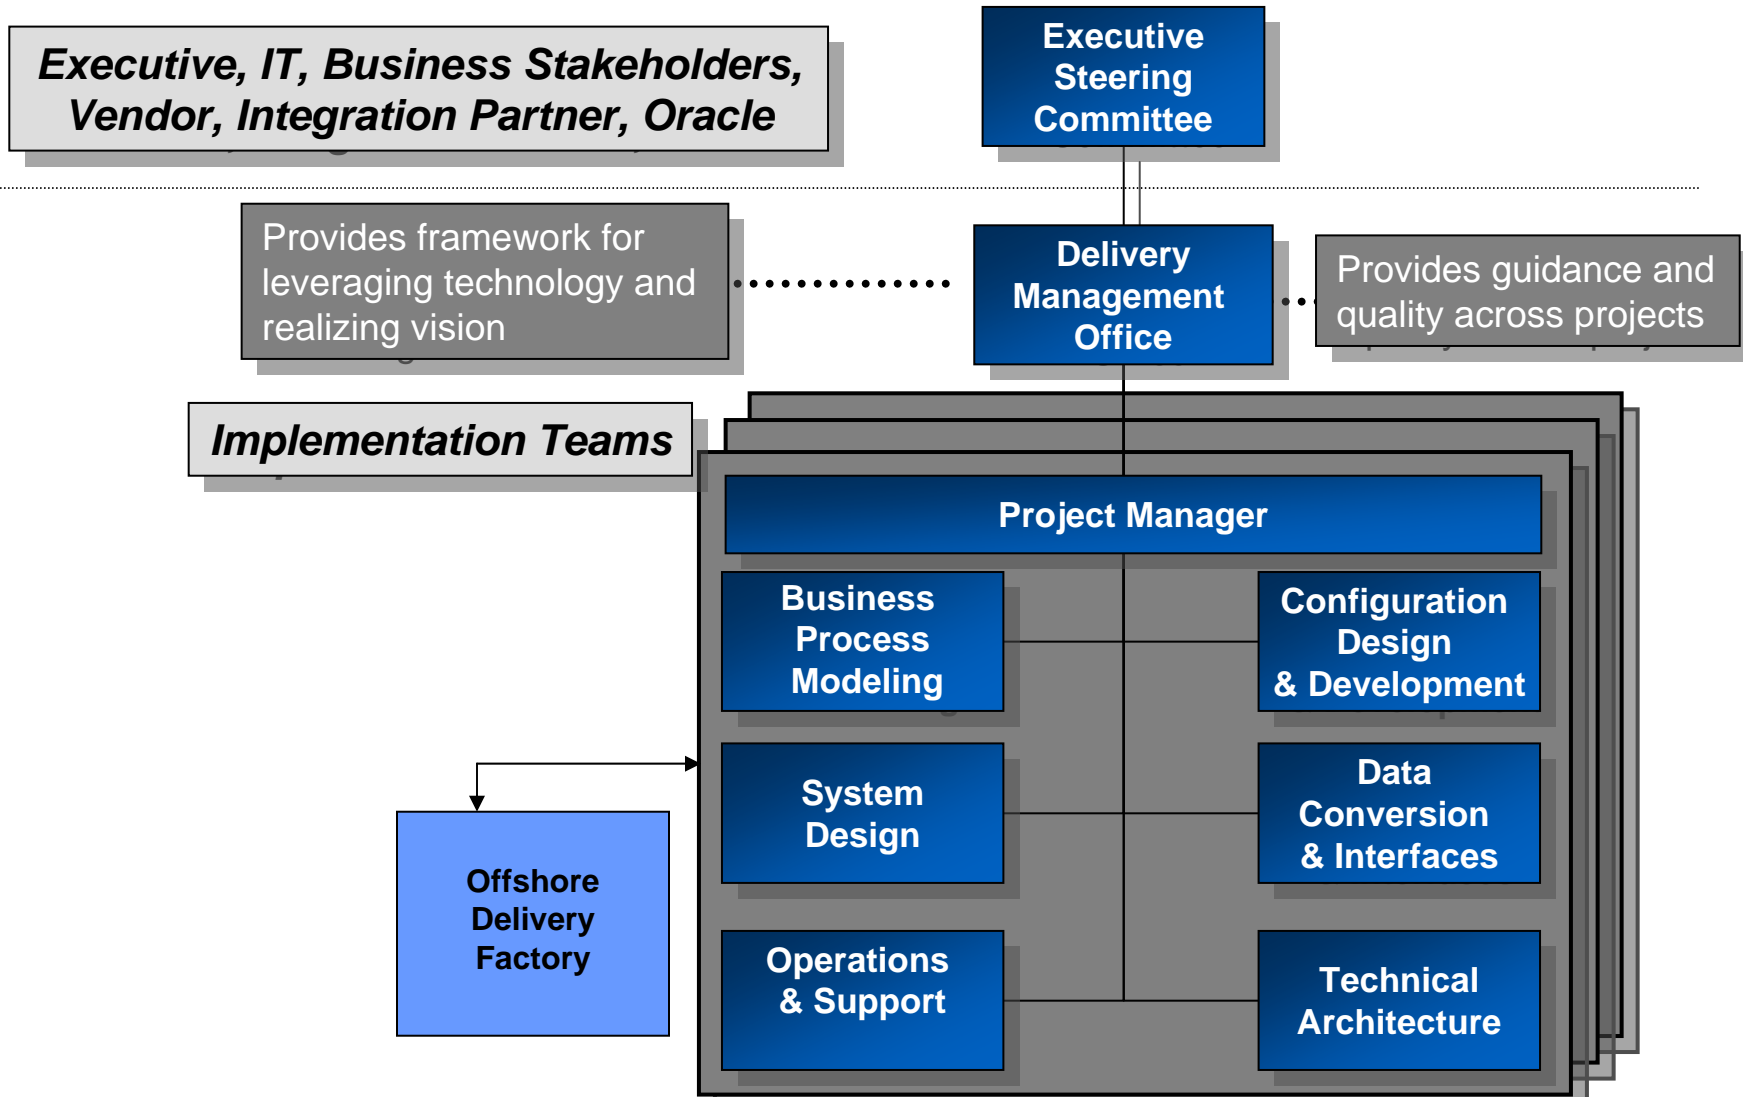 Executive, IT, Business Stakeholders,
Vendor, Integration Partner, Oracle
Executive
Steering
Committee
Provides framework for
leveraging technology and
realizing vision
Delivery
Management
Office
Provides guidance and
quality across projects
Implementation Teams
Project Manager
Business
Process
Modeling
Configuration
Design
& Development
System
Design
Data
Conversion
& Interfaces
Offshore
Delivery
Factory
Operations
& Support
Technical
Architecture